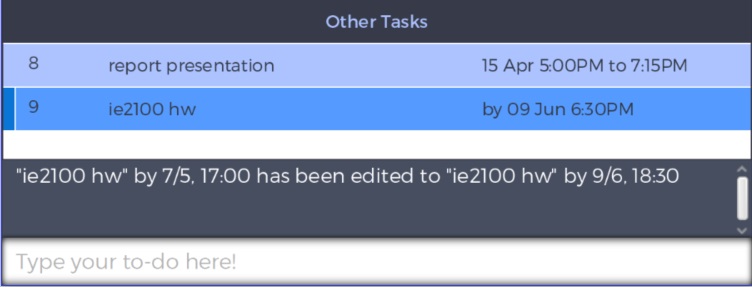 Other Tasks
8 report presentation 15 Apr 5:00PM to 7:15PM
9 ie2100 hw by 09 Jun 6:30PM
"ie2100 hw" by 7/5, 17:00 has been edited to "ie2100 hw" by 9/6, 18:30
Type your to-do here!